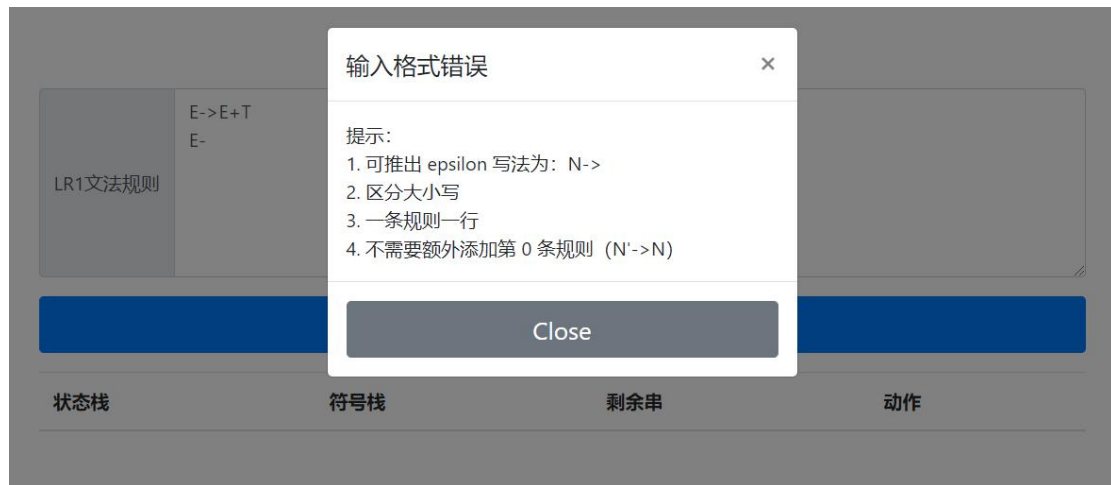 输入格式错误 ×
E->E+T
E-
LR1文法规则
提示：
1. 可推出 epsilon 写法为：N->
2. 区分大小写
3. 一条规则一行
4. 不需要额外添加第 0 条规则（N'->N）
Close
状态栈 符号栈 剩余串 动作